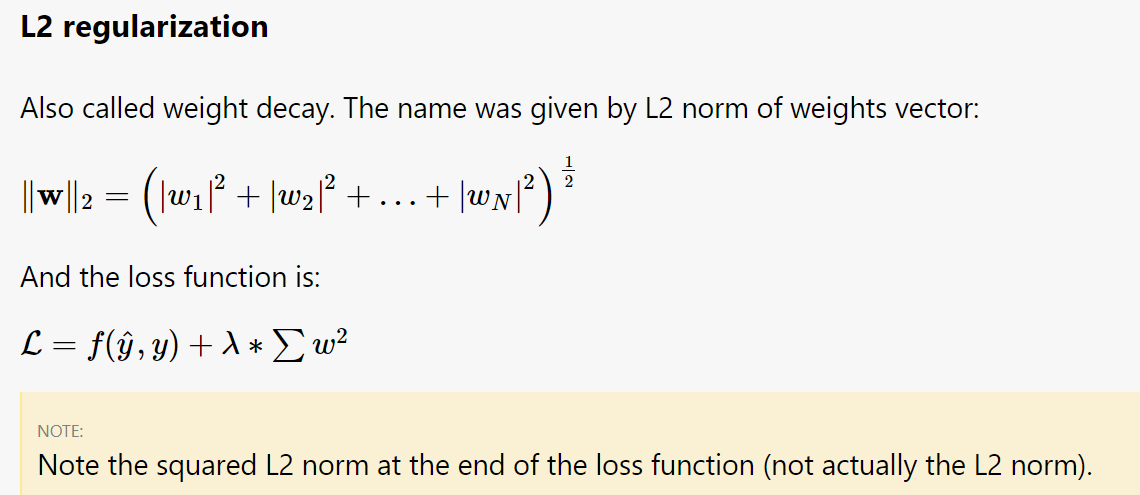 L2 regularization
Also called weight decay. The name was given by L2 norm of weights vector:
‖𝐰‖₂ = (|w₁|² + |w₂|² + … + |w_N|²)^(1/2)
And the loss function is:
ℒ = f(ŷ, y) + λ ∗ ∑ w²
NOTE:
Note the squared L2 norm at the end of the loss function (not actually the L2 norm).